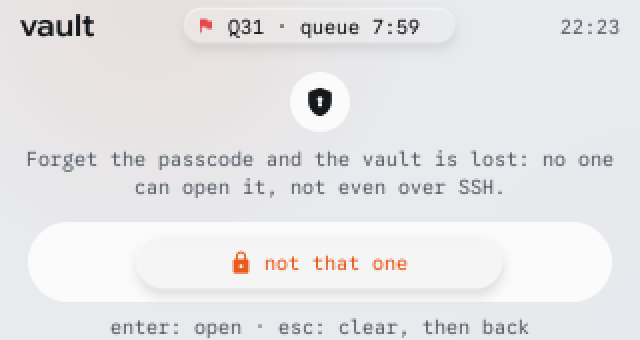 vault
Q31 · queue 7:59
22:23
Forget the passcode and the vault is lost: no one
can open it, not even over SSH.
not that one
enter: open · esc: clear, then back